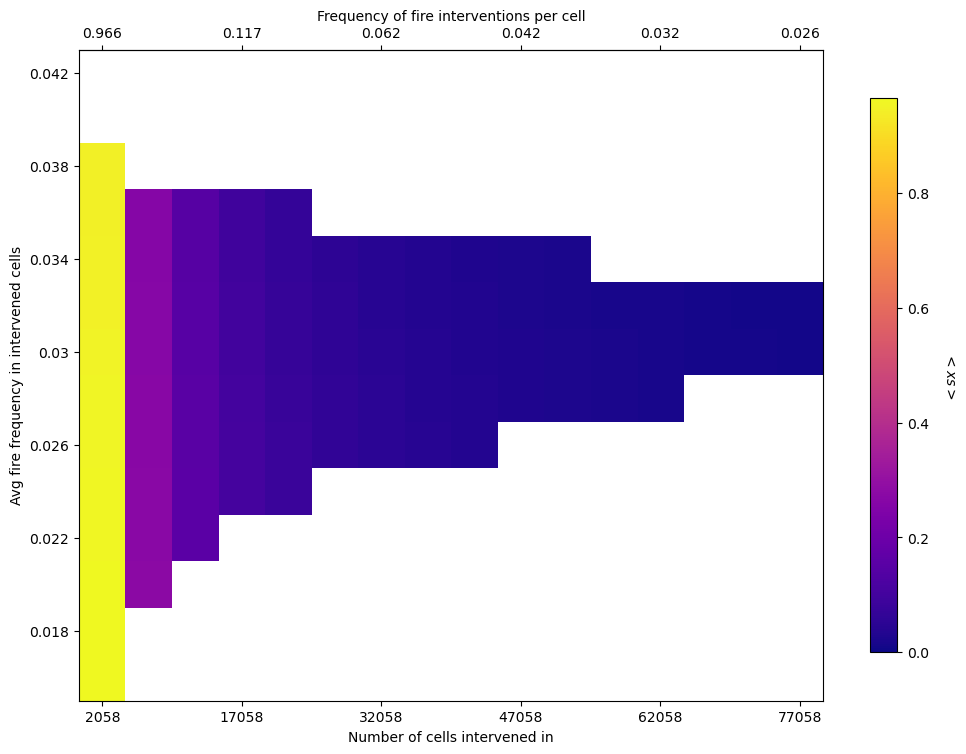 Frequency of fire interventions per cell
0.966 0.117 0.062 0.042 0.032 0.026
0.042
0.038
0.034
0.03
0.026
0.022
0.018
Avg fire frequency in intervened cells
2058 17058 32058 47058 62058 77058
Number of cells intervened in
0.8
0.6
0.4
0.2
0.0
< sx >